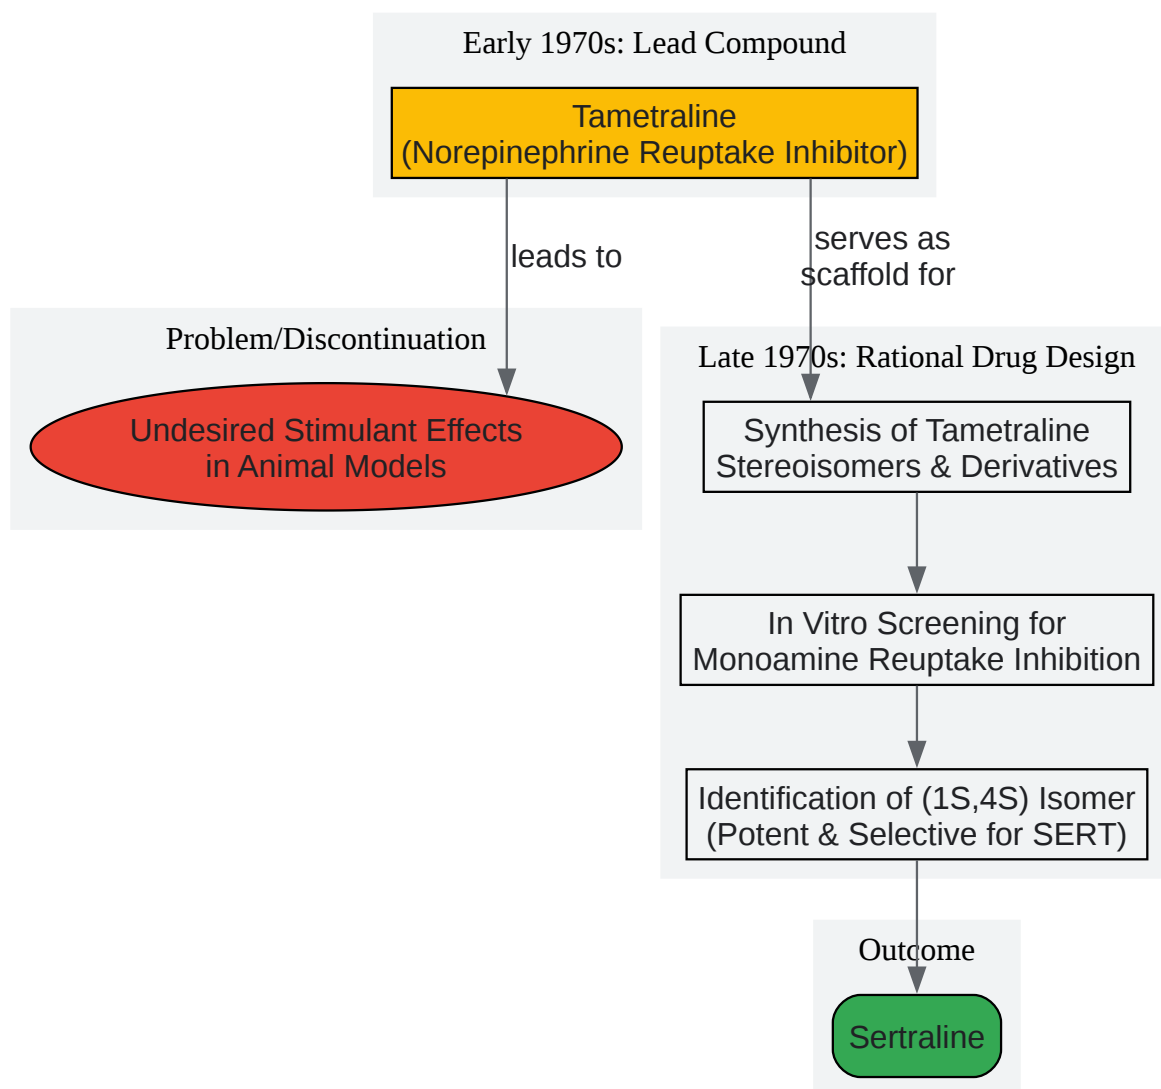 Early 1970s: Lead Compound
Tametraline
(Norepinephrine Reuptake Inhibitor)
leads to
serves as
scaffold for
Problem/Discontinuation
Undesired Stimulant Effects
in Animal Models
Late 1970s: Rational Drug Design
Synthesis of Tametraline
Stereoisomers & Derivatives
In Vitro Screening for
Monoamine Reuptake Inhibition
Identification of (1S,4S) Isomer
(Potent & Selective for SERT)
Outcome
Sertraline